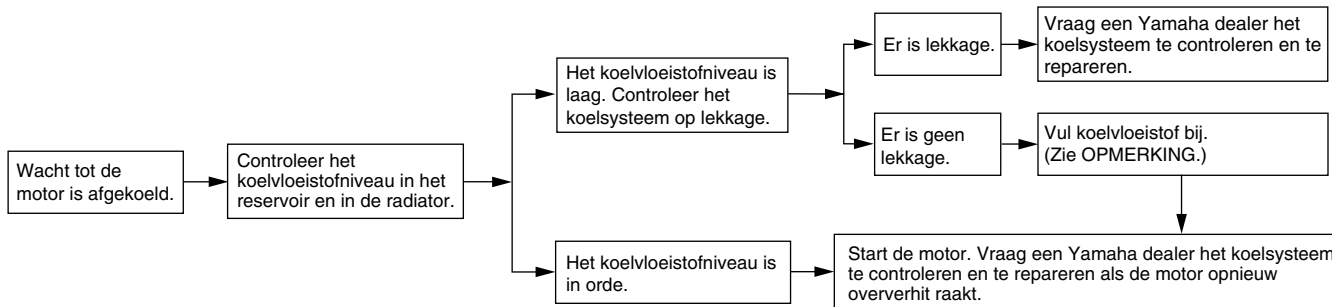 Wacht tot de
motor is afgekoeld.
Controleer het
koelvloeistofniveau in het
reservoir en in de radiator.
Het koelvloeistofniveau is
laag. Controleer het
koelsysteem op lekkage.
Er is lekkage.
Vraag een Yamaha dealer het
koelsysteem te controleren en te
repareren.
Er is geen
lekkage.
Vul koelvloeistof bij.
(Zie OPMERKING.)
Het koelvloeistofniveau is
in orde.
Start de motor. Vraag een Yamaha dealer het koelsysteem
te controleren en te repareren als de motor opnieuw
oververhit raakt.